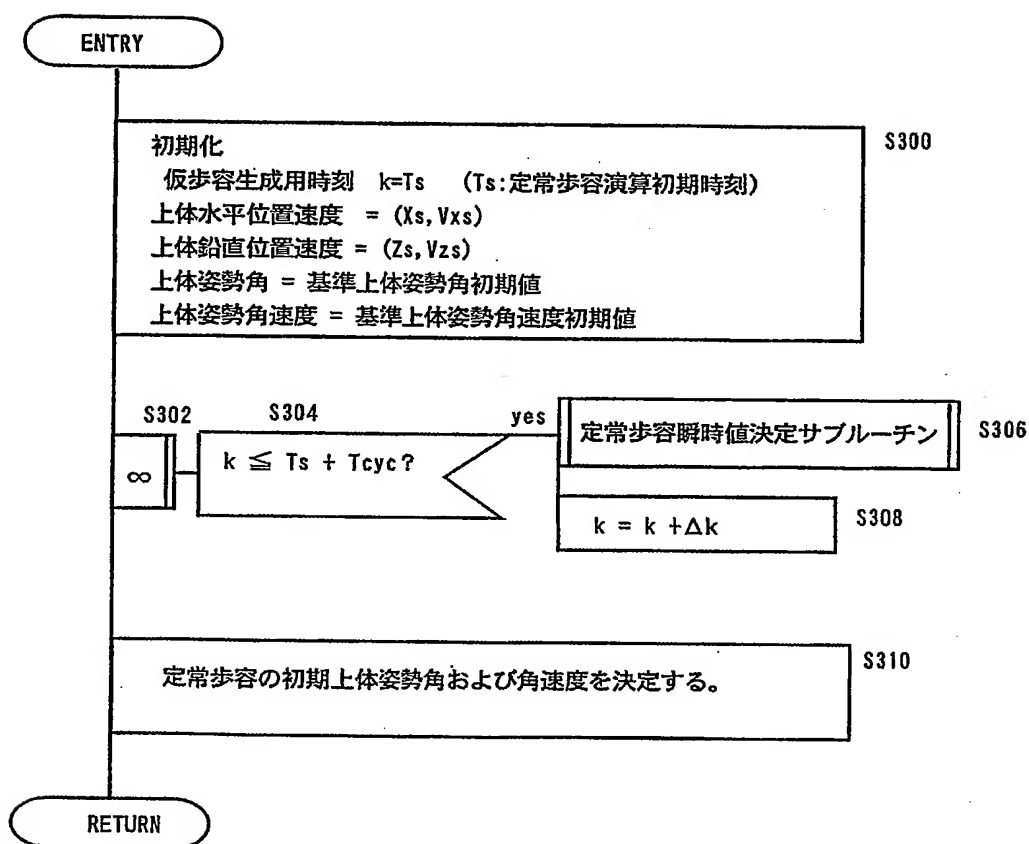 ENTRY
S300
初期化
仮歩容生成用時刻 k=Ts (Ts:定常歩容演算初期時刻)
上体水平位置速度 = (Xs,Vxs)
上体鉛直位置速度 = (Zs,Vzs)
上体姿勢角 = 基準上体姿勢角初期値
上体姿勢角速度 = 基準上体姿勢角速度初期値
S302
∞
S304
k ≦ Ts + Tcyc?
yes
定常歩容瞬時値決定サブルーチン
S306
k = k +Δk
S308
S310
定常歩容の初期上体姿勢角および角速度を決定する。
RETURN